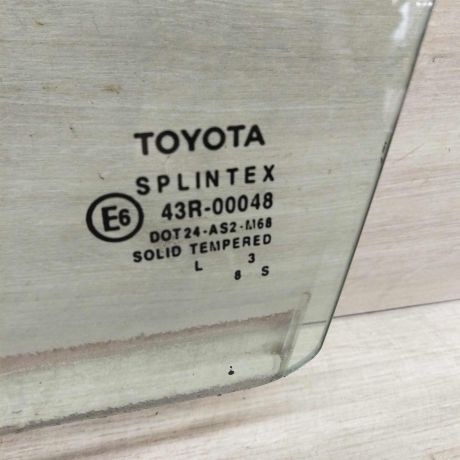 TOYOTA
SPLINTEX
E6 43R-00048
DOT24-AS2-M68
SOLID TEMPERED
L 3
8 S